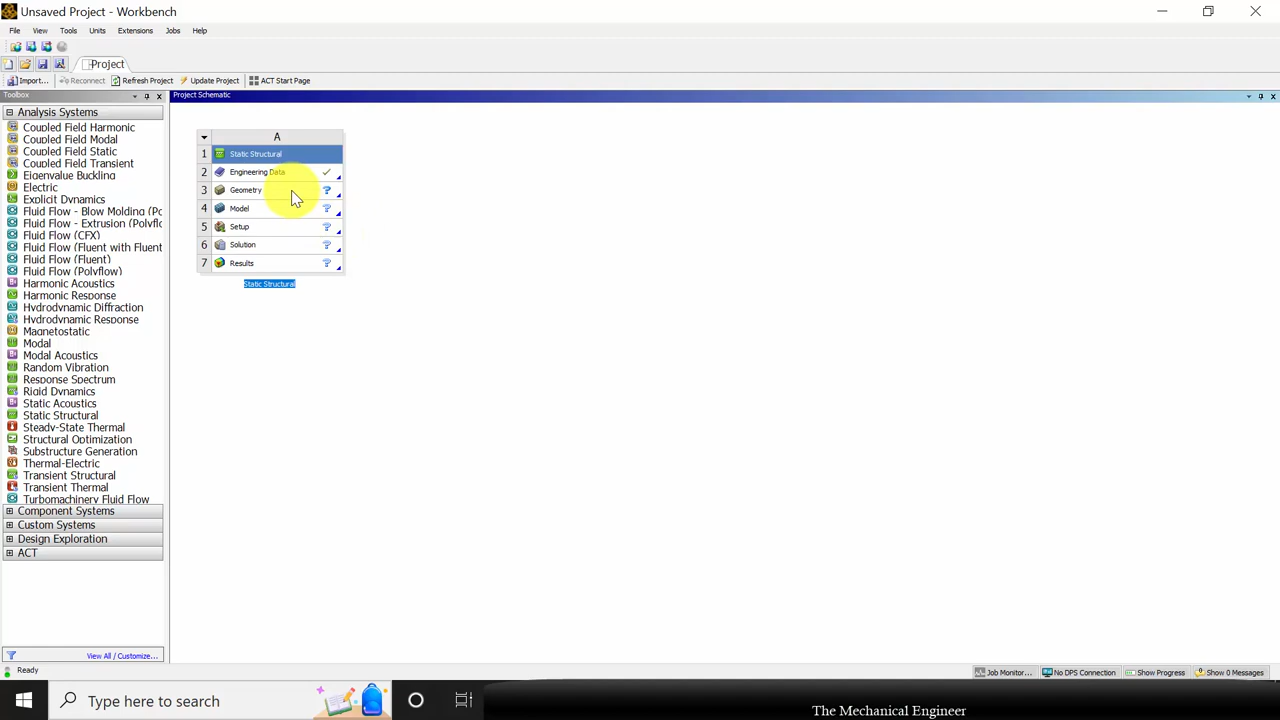 Unsaved Project - Workbench
File View Tools Units Extensions Jobs Help
Project
Import... Reconnect Refresh Project Update Project ACT Start Page
Toolbox
Project Schematic
Analysis Systems
Coupled Field Harmonic
Coupled Field Modal
Coupled Field Static
Coupled Field Transient
Eigenvalue Buckling
Electric
Explicit Dynamics
Fluid Flow - Blow Molding (Po
Fluid Flow - Extrusion (Polyflo
Fluid Flow (CFX)
Fluid Flow (Fluent with Fluent
Fluid Flow (Fluent)
Fluid Flow (Polyflow)
Harmonic Acoustics
Harmonic Response
Hydrodynamic Diffraction
Hydrodynamic Response
Magnetostatic
Modal
Modal Acoustics
Random Vibration
Response Spectrum
Rigid Dynamics
Static Acoustics
Static Structural
Steady-State Thermal
Structural Optimization
Substructure Generation
Thermal-Electric
Transient Structural
Transient Thermal
Turbomachinery Fluid Flow
Component Systems
Custom Systems
Design Exploration
ACT
View All / Customize...
A
1 Static Structural
2 Engineering Data
3 Geometry
4 Model
5 Setup
6 Solution
7 Results
Static Structural
Ready
Job Monitor... No DPS Connection Show Progress Show 0 Messages
Type here to search
The Mechanical Engineer